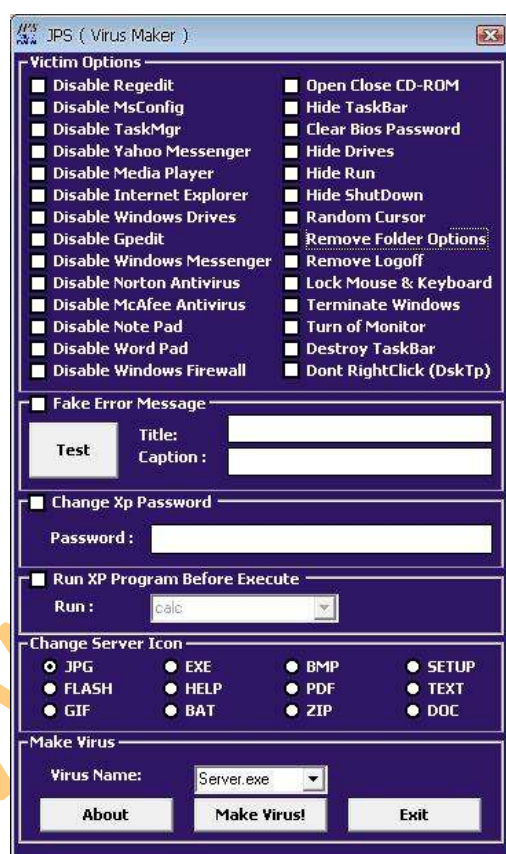 JPS ( Virus Maker )
Victim Options
Disable Regedit
Disable MsConfig
Disable TaskMgr
Disable Yahoo Messenger
Disable Media Player
Disable Internet Explorer
Disable Windows Drives
Disable Gpedit
Disable Windows Messenger
Disable Norton Antivirus
Disable McAfee Antivirus
Disable Note Pad
Disable Word Pad
Disable Windows Firewall
Open Close CD-ROM
Hide TaskBar
Clear Bios Password
Hide Drives
Hide Run
Hide ShutDown
Random Cursor
Remove Folder Options
Remove Logoff
Lock Mouse & Keyboard
Terminate Windows
Turn of Monitor
Destroy TaskBar
Dont RightClick (DskTp)
Fake Error Message
Test
Title:
Caption :
Change Xp Password
Password :
Run XP Program Before Execute
Run : calc
Change Server Icon
JPG EXE BMP SETUP
FLASH HELP PDF TEXT
GIF BAT ZIP DOC
Make Virus
Virus Name: Server.exe
About Make Virus! Exit